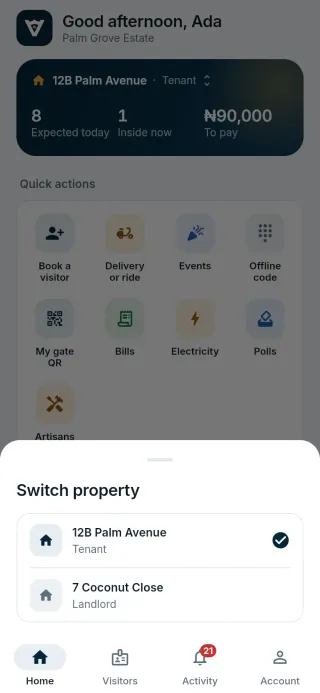 Good afternoon, Ada
Palm Grove Estate
12B Palm Avenue · Tenant
8
1
₦90,000
Expected today
Inside now
To pay
Quick actions
Book a visitor
Delivery or ride
Events
Offline code
My gate QR
Bills
Electricity
Polls
Artisans
Switch property
12B Palm Avenue
Tenant
7 Coconut Close
Landlord
21
Home
Visitors
Activity
Account